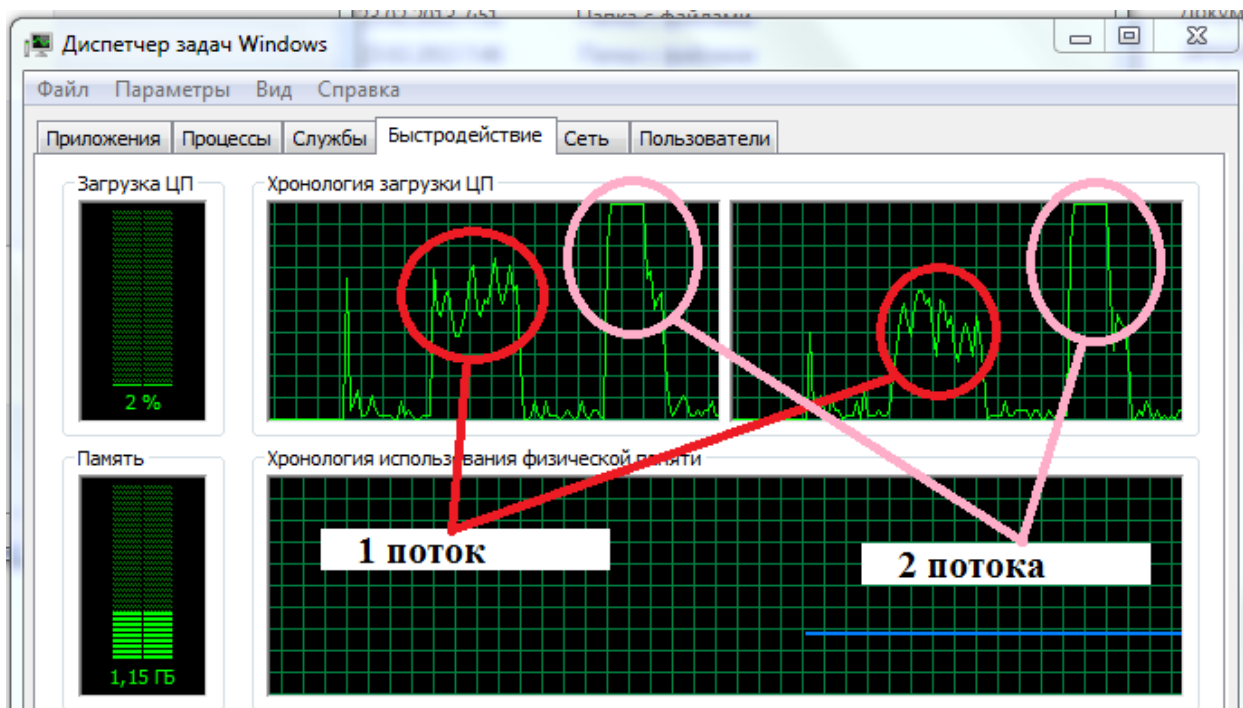 Диспетчер задач Windows
Файл Параметры Вид Справка
Приложения Процессы Службы Быстродействие Сеть Пользователи
Загрузка ЦП
Хронология загрузки ЦП
2 %
Память
Хронология использования физической памяти
1 поток
2 потока
1,15 ГБ